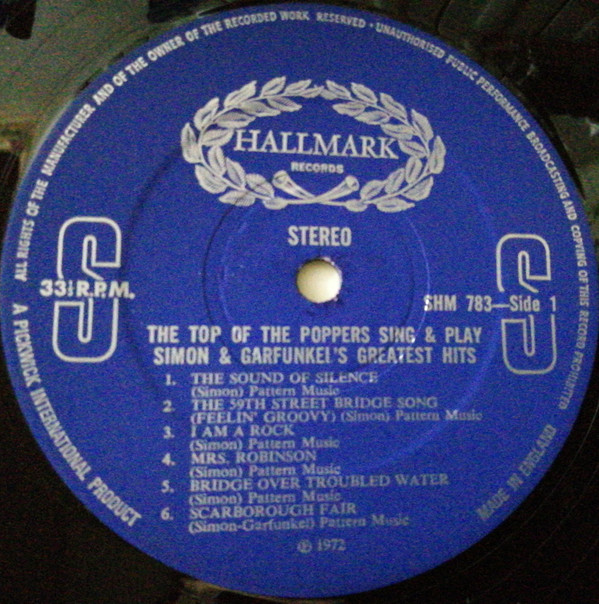 ALL RIGHTS OF THE MANUFACTURER AND OF THE OWNER OF THE RECORDED WORK RESERVED · UNAUTHORISED PUBLIC PERFORMANCE BROADCASTING AND COPYING OF THIS RECORD PROHIBITED
HALLMARK
RECORDS
STEREO
S
S
33⅓ R.P.M.
SHM 783—Side 1
THE TOP OF THE POPPERS SING & PLAY
SIMON & GARFUNKEL'S GREATEST HITS
1. THE SOUND OF SILENCE
(Simon) Pattern Music
2. THE 59TH STREET BRIDGE SONG
(FEELIN' GROOVY) (Simon) Pattern Music
3. I AM A ROCK
(Simon) Pattern Music
4. MRS. ROBINSON
(Simon) Pattern Music
5. BRIDGE OVER TROUBLED WATER
(Simon) Pattern Music
6. SCARBOROUGH FAIR
(Simon-Garfunkel) Pattern Music
℗ 1972
A PICKWICK INTERNATIONAL PRODUCT
MADE IN ENGLAND